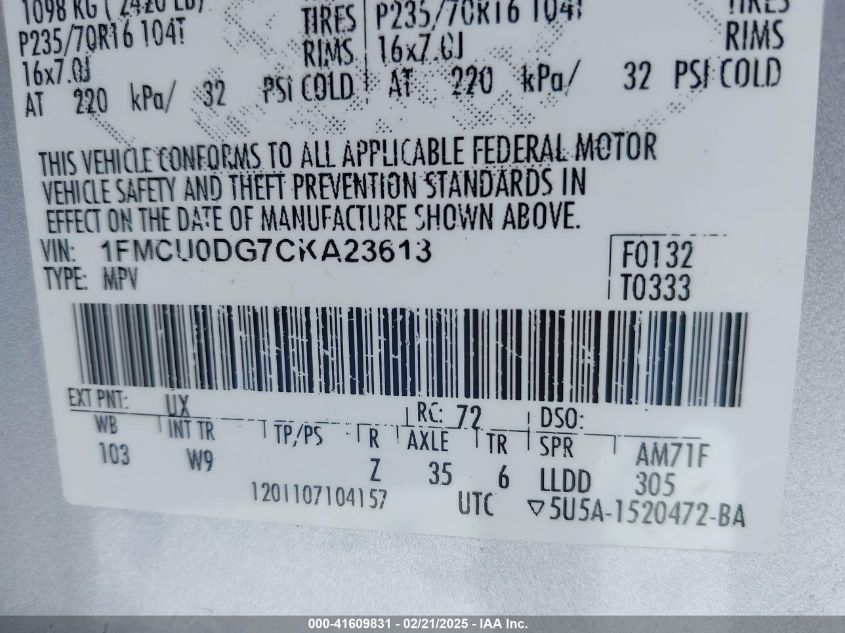 1098 KG ( 2420 LB)
P235/70R16 104T TIRES P235/70R16 104T TIRES
16x7.0J RIMS 16x7.0J RIMS
AT 220 kPa/ 32 PSI COLD AT 220 kPa/ 32 PSI COLD
THIS VEHICLE CONFORMS TO ALL APPLICABLE FEDERAL MOTOR
VEHICLE SAFETY AND THEFT PREVENTION STANDARDS IN
EFFECT ON THE DATE OF MANUFACTURE SHOWN ABOVE.
VIN: 1FMCU0DG7CKA23613 F0132
TYPE: MPV T0333
EXT PNT: UX RC: 72 DSO:
WB INT TR TP/PS R AXLE TR SPR AM71F
103 W9 Z 35 6 LLDD 305
1201107104157 UTC ▽5U5A-1520472-BA
000-41609831 / 02/21/2025 / IAA Inc.